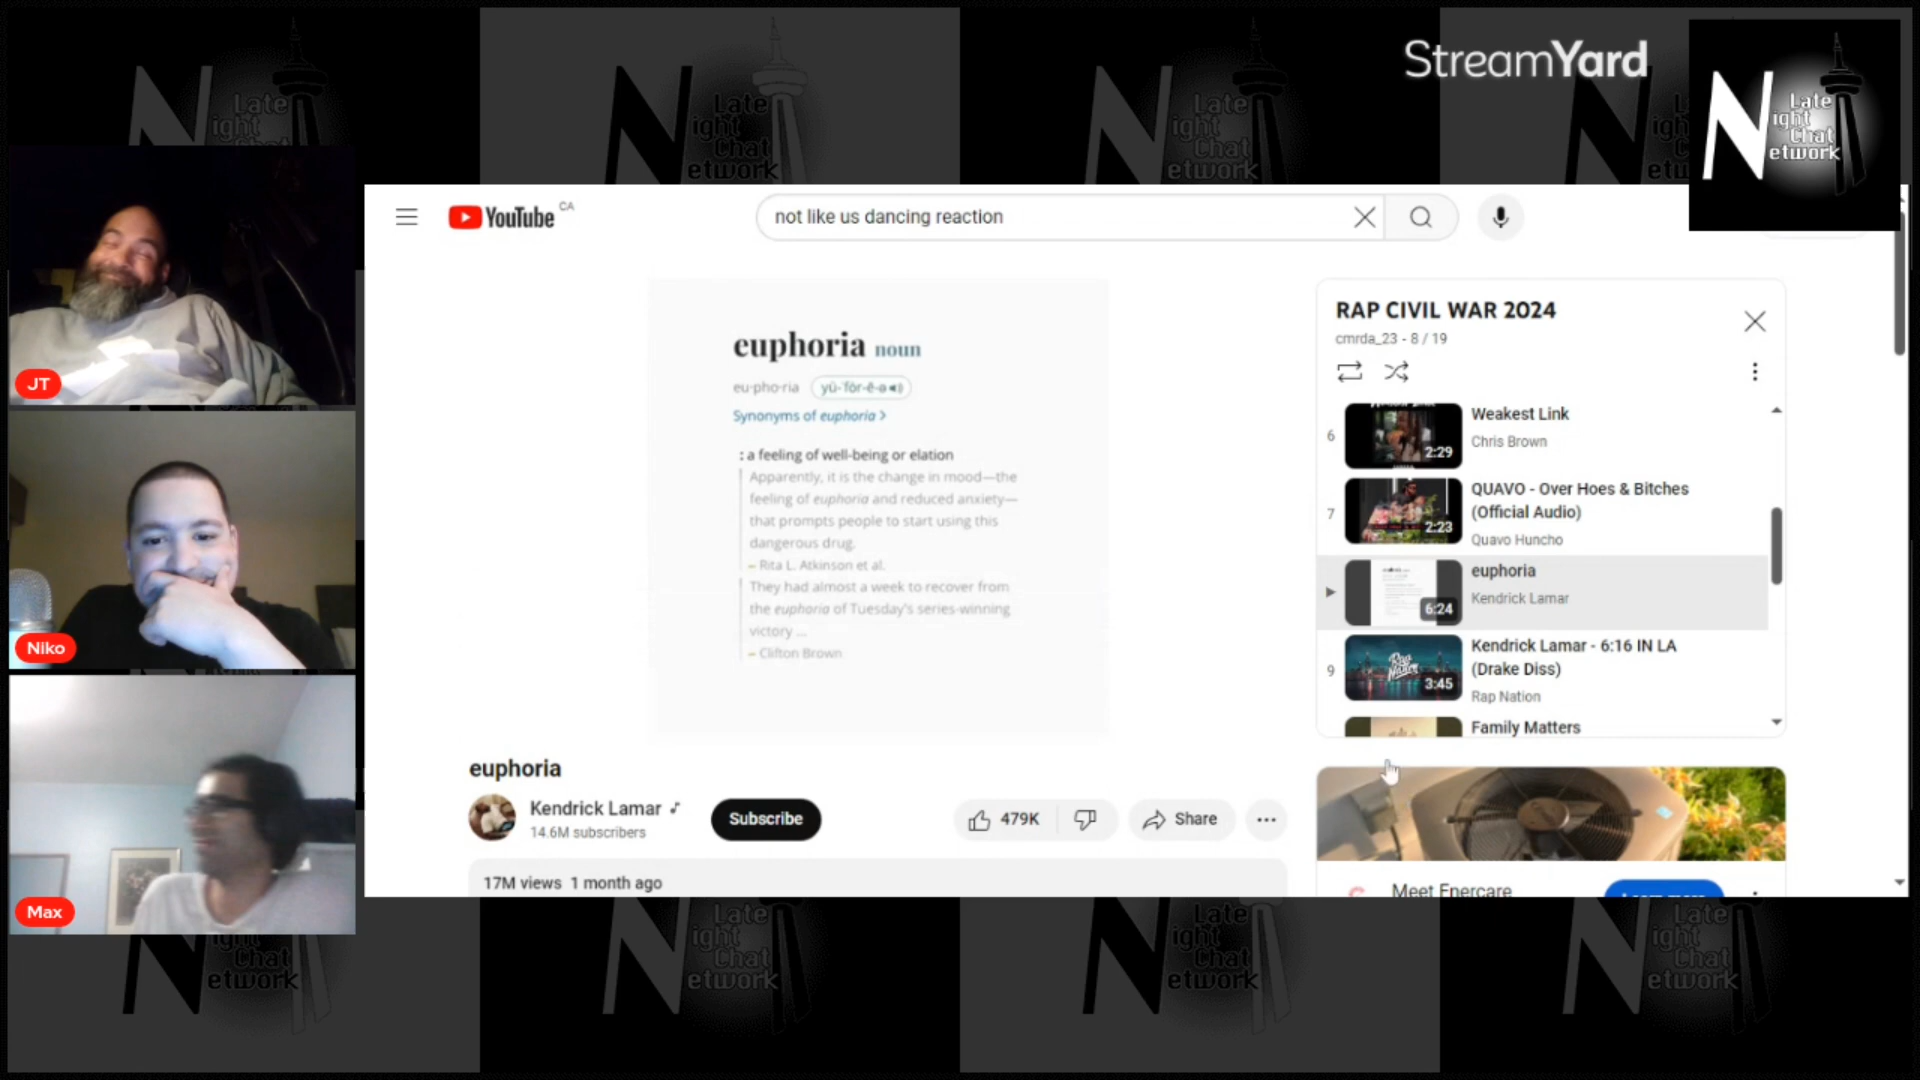 StreamYard
Late
Night
Chat
Network
JT
Niko
Max
YouTube CA
not like us dancing reaction
euphoria noun
eu·pho·ria yü-ˈfȯr-ē-ə
Synonyms of euphoria
: a feeling of well-being or elation
Apparently, it is the change in mood—the
feeling of euphoria and reduced anxiety—
that prompts people to start using this
dangerous drug.
– Rita L. Atkinson et al.
They had almost a week to recover from
the euphoria of Tuesday's series-winning
victory ...
– Clifton Brown
euphoria
Kendrick Lamar
14.6M subscribers
Subscribe
479K
Share
17M views 1 month ago
RAP CIVIL WAR 2024
cmrda_23 - 8 / 19
6
2:29
Weakest Link
Chris Brown
7
2:23
QUAVO - Over Hoes & Bitches
(Official Audio)
Quavo Huncho
6:24
euphoria
Kendrick Lamar
9
Rap Nation
3:45
Kendrick Lamar - 6:16 IN LA
(Drake Diss)
Rap Nation
Family Matters
Meet Enercare
Learn more